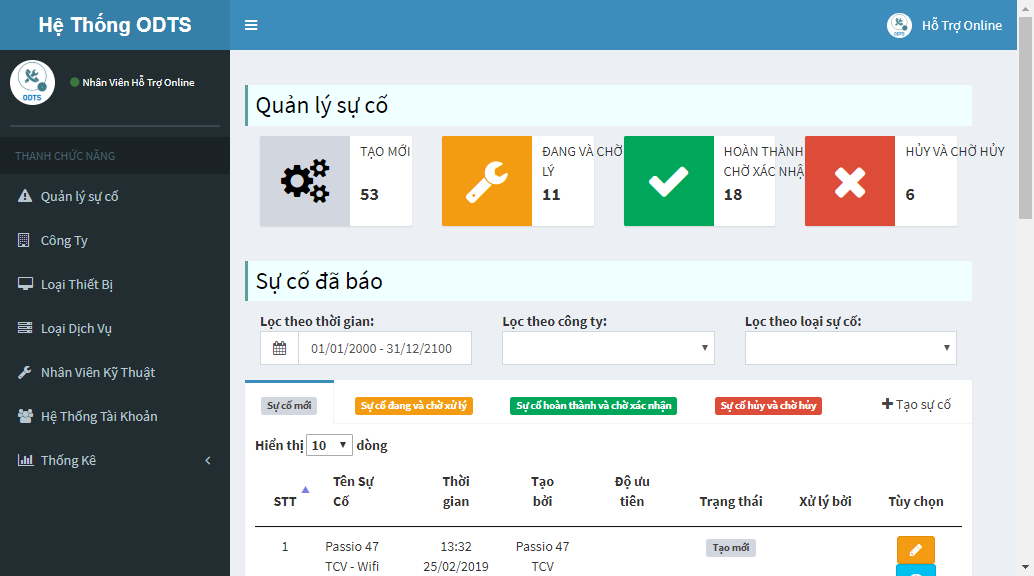 Hệ Thống ODTS
Hỗ Trợ Online
ODTS
Nhân Viên Hỗ Trợ Online
THANH CHỨC NĂNG
Quản lý sự cố
Công Ty
Loại Thiết Bị
Loại Dịch Vụ
Nhân Viên Kỹ Thuật
Hệ Thống Tài Khoản
Thống Kê
Quản lý sự cố
TẠO MỚI
53
ĐANG VÀ CHỜ
LÝ
11
HOÀN THÀNH
CHỜ XÁC NHẬ
18
HỦY VÀ CHỜ HỦY
6
Sự cố đã báo
Lọc theo thời gian:
01/01/2000 - 31/12/2100
Lọc theo công ty:
Lọc theo loại sự cố:
Sự cố mới
Sự cố đang và chờ xử lý
Sự cố hoàn thành và chờ xác nhận
Sự cố hủy và chờ hủy
Tạo sự cố
Hiển thị 10 dòng
STT
Tên Sự
Cố
Thời
gian
Tạo
bởi
Độ ưu
tiên
Trạng thái
Xử lý bởi
Tùy chọn
1
Passio 47
TCV - Wifi
13:32
25/02/2019
Passio 47
TCV
Tạo mới